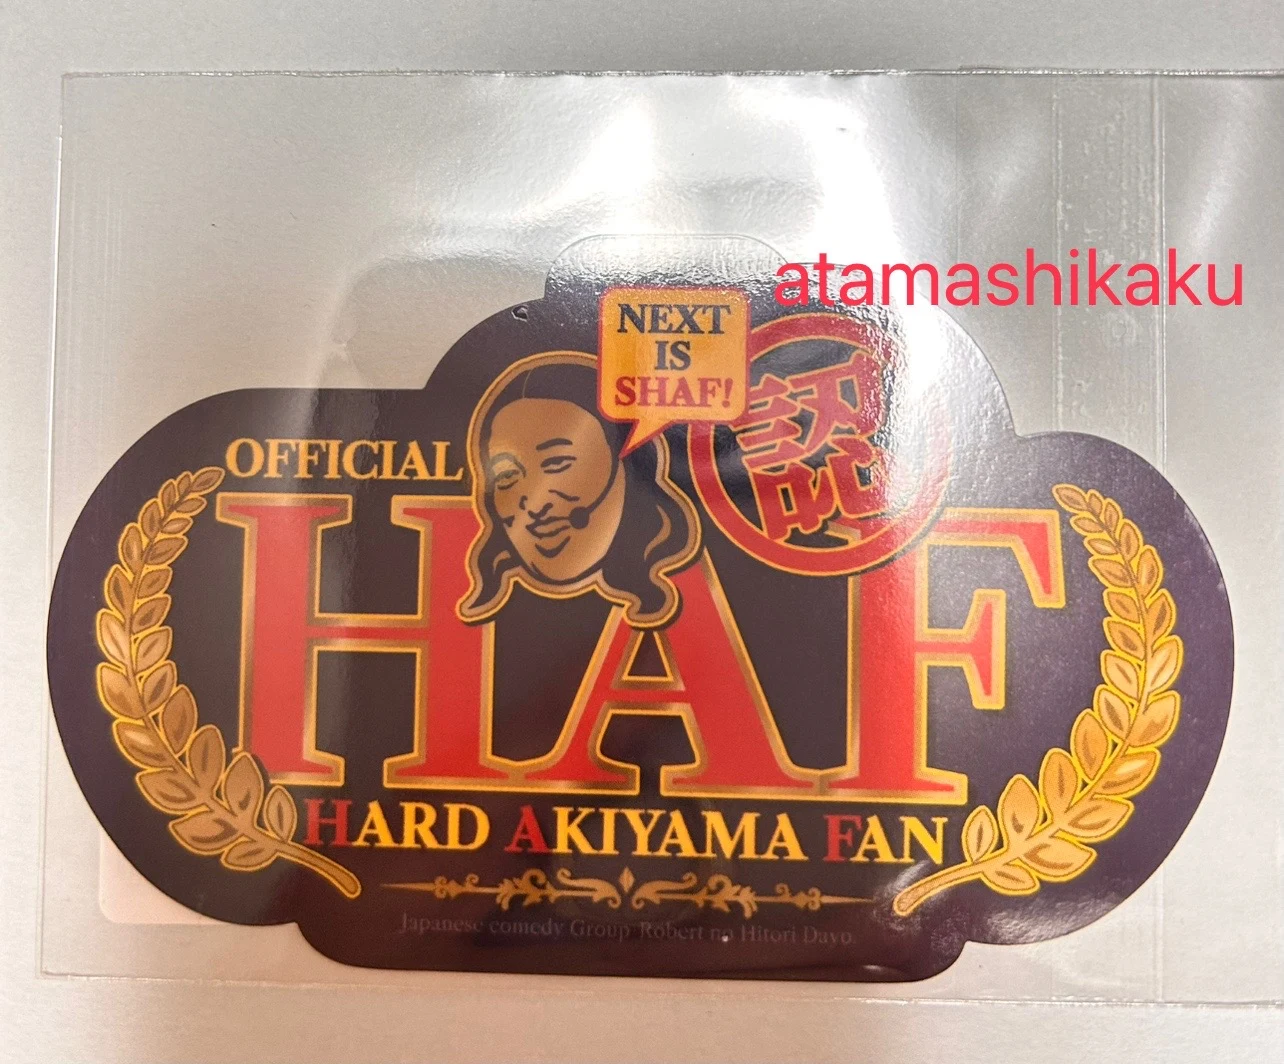 atamashikaku
NEXT
IS
SHAF!
認
OFFICIAL
HAF
HARD AKIYAMA FAN
Japanese comedy Group Robert no Hitori Dayo.